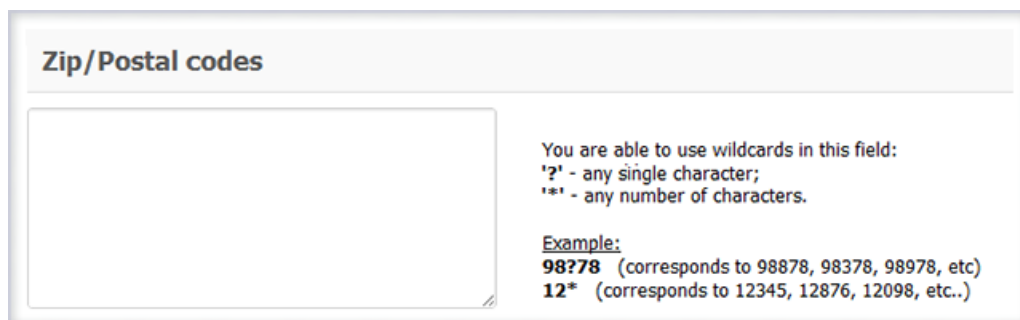 Zip/Postal codes
You are able to use wildcards in this field:
'?' - any single character;
'*' - any number of characters.
Example:
98?78 (corresponds to 98878, 98378, 98978, etc)
12* (corresponds to 12345, 12876, 12098, etc..)